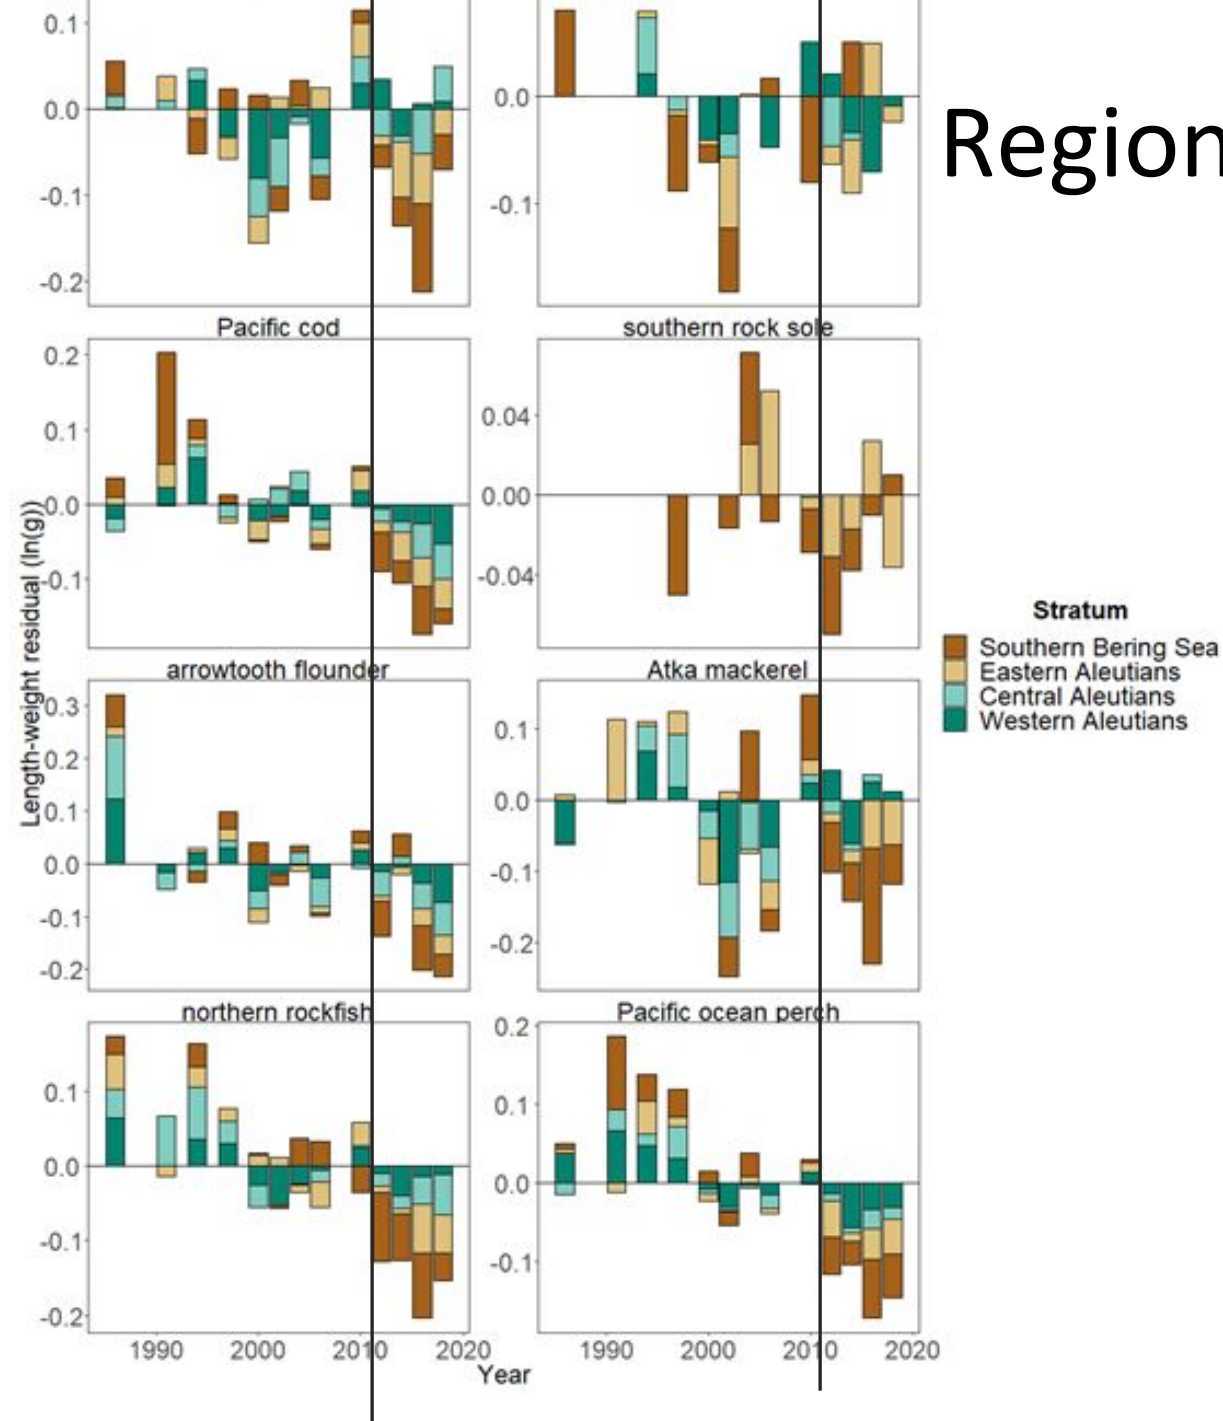 0.1
0.0
-0.1
-0.2
0.0
-0.1
Region
Pacific cod
southern rock sole
0.2
0.1
0.0
-0.1
0.04
0.00
-0.04
Length-weight residual (ln(g))
Stratum
Southern Bering Sea
Eastern Aleutians
Central Aleutians
Western Aleutians
arrowtooth flounder
Atka mackerel
0.3
0.2
0.1
0.0
-0.1
-0.2
0.1
0.0
-0.1
-0.2
northern rockfish
Pacific ocean perch
0.1
0.0
-0.1
-0.2
0.2
0.1
0.0
-0.1
1990 2000 2010 2020
1990 2000 2010 2020
Year